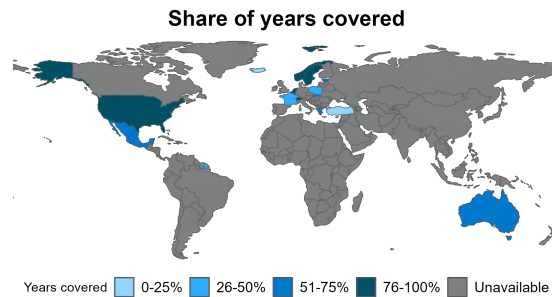 Share of years covered
Years covered 0-25% 26-50% 51-75% 76-100% Unavailable